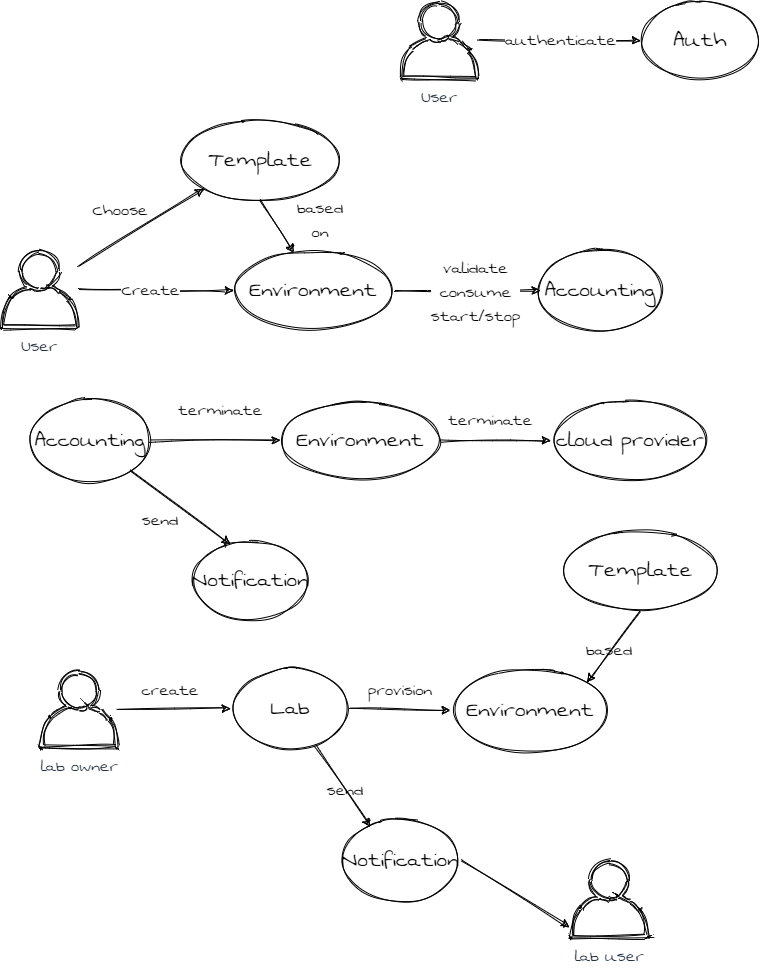 authenticate
Auth
User
Template
Choose
based
on
Create
Environment
validate
consume
start/stop
Accounting
User
Accounting
terminate
Environment
terminate
cloud provider
send
Notification
Template
based
create
Lab
provision
Environment
lab owner
send
Notification
lab user